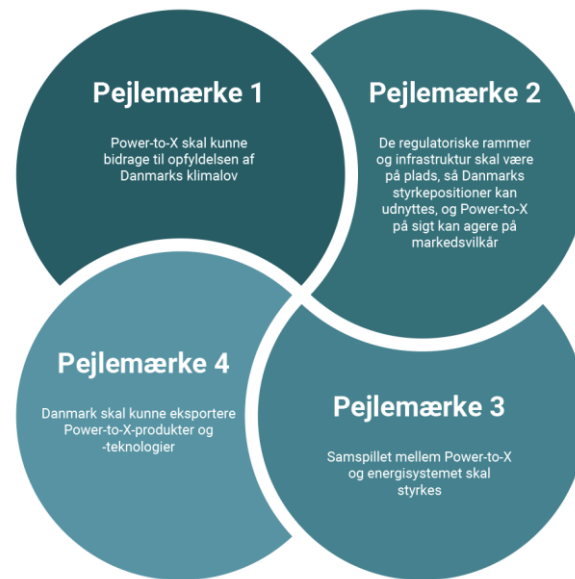 Pejlemærke 1
Power-to-X skal kunne
bidrage til opfyldelsen af
Danmarks klimalov
Pejlemærke 2
De regulatoriske rammer
og infrastruktur skal være
på plads, så Danmarks
styrkepositioner kan
udnyttes, og Power-to-X
på sigt kan agere på
markedsvilkår
Pejlemærke 3
Samspillet mellem Power-to-X
og energisystemet skal
styrkes
Pejlemærke 4
Danmark skal kunne eksportere
Power-to-X-produkter og
-teknologier